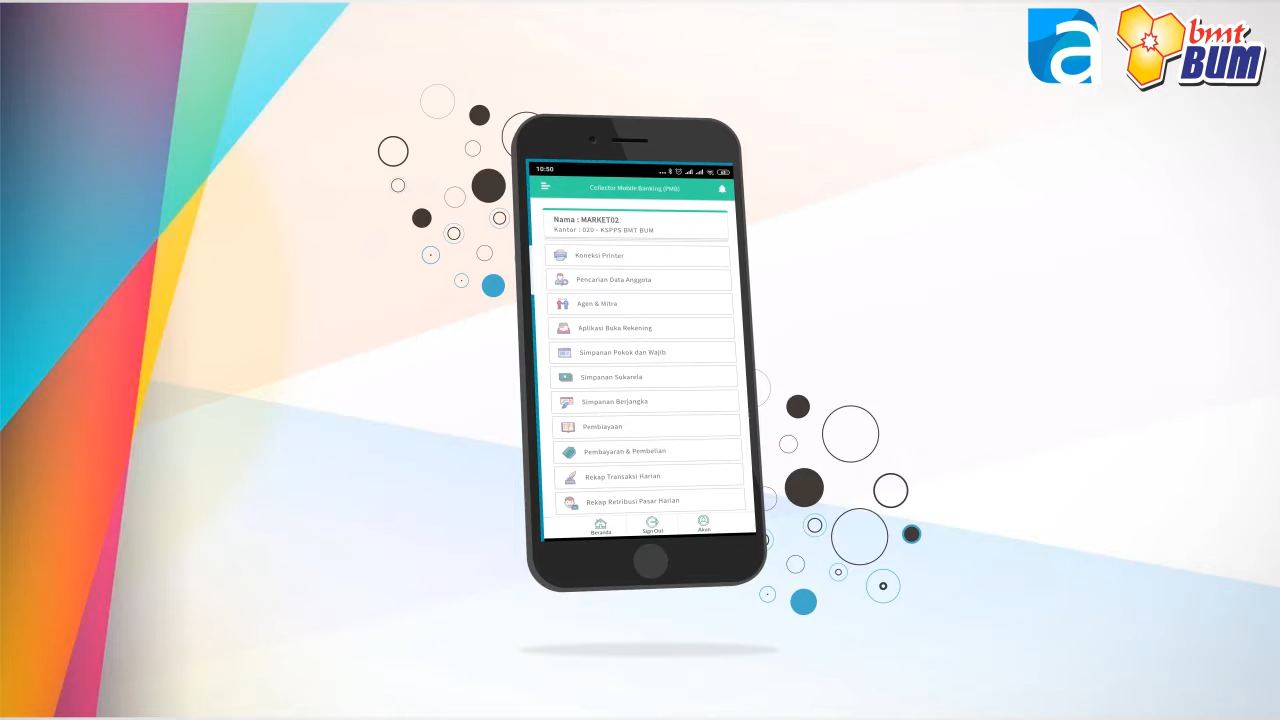 a
bmt
BUM
10:50
Collector Mobile Banking (PMB)
Nama : MARKET02
Kantor : 020 - KSPPS BMT BUM
Koneksi Printer
Pencarian Data Anggota
Agen & Mitra
Aplikasi Buka Rekening
Simpanan Pokok dan Wajib
Simpanan Sukarela
Simpanan Berjangka
Pembiayaan
Pembayaran & Pembelian
Rekap Transaksi Harian
Rekap Retribusi Pasar Harian
Beranda
Sign Out
Akun